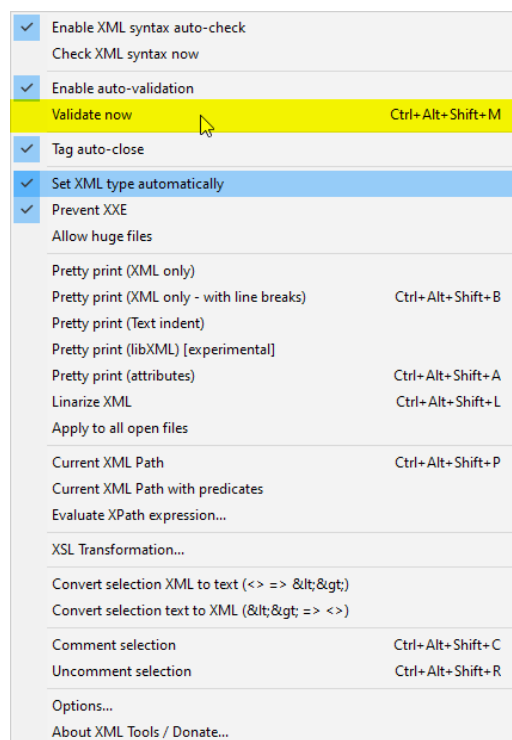 Enable XML syntax auto-check
Check XML syntax now
Enable auto-validation
Validate now Ctrl+Alt+Shift+M
Tag auto-close
Set XML type automatically
Prevent XXE
Allow huge files
Pretty print (XML only)
Pretty print (XML only - with line breaks) Ctrl+Alt+Shift+B
Pretty print (Text indent)
Pretty print (libXML) [experimental]
Pretty print (attributes) Ctrl+Alt+Shift+A
Linarize XML Ctrl+Alt+Shift+L
Apply to all open files
Current XML Path Ctrl+Alt+Shift+P
Current XML Path with predicates
Evaluate XPath expression...
XSL Transformation...
Convert selection XML to text (<> => &lt;&gt;)
Convert selection text to XML (&lt;&gt; => <>)
Comment selection Ctrl+Alt+Shift+C
Uncomment selection Ctrl+Alt+Shift+R
Options...
About XML Tools / Donate...